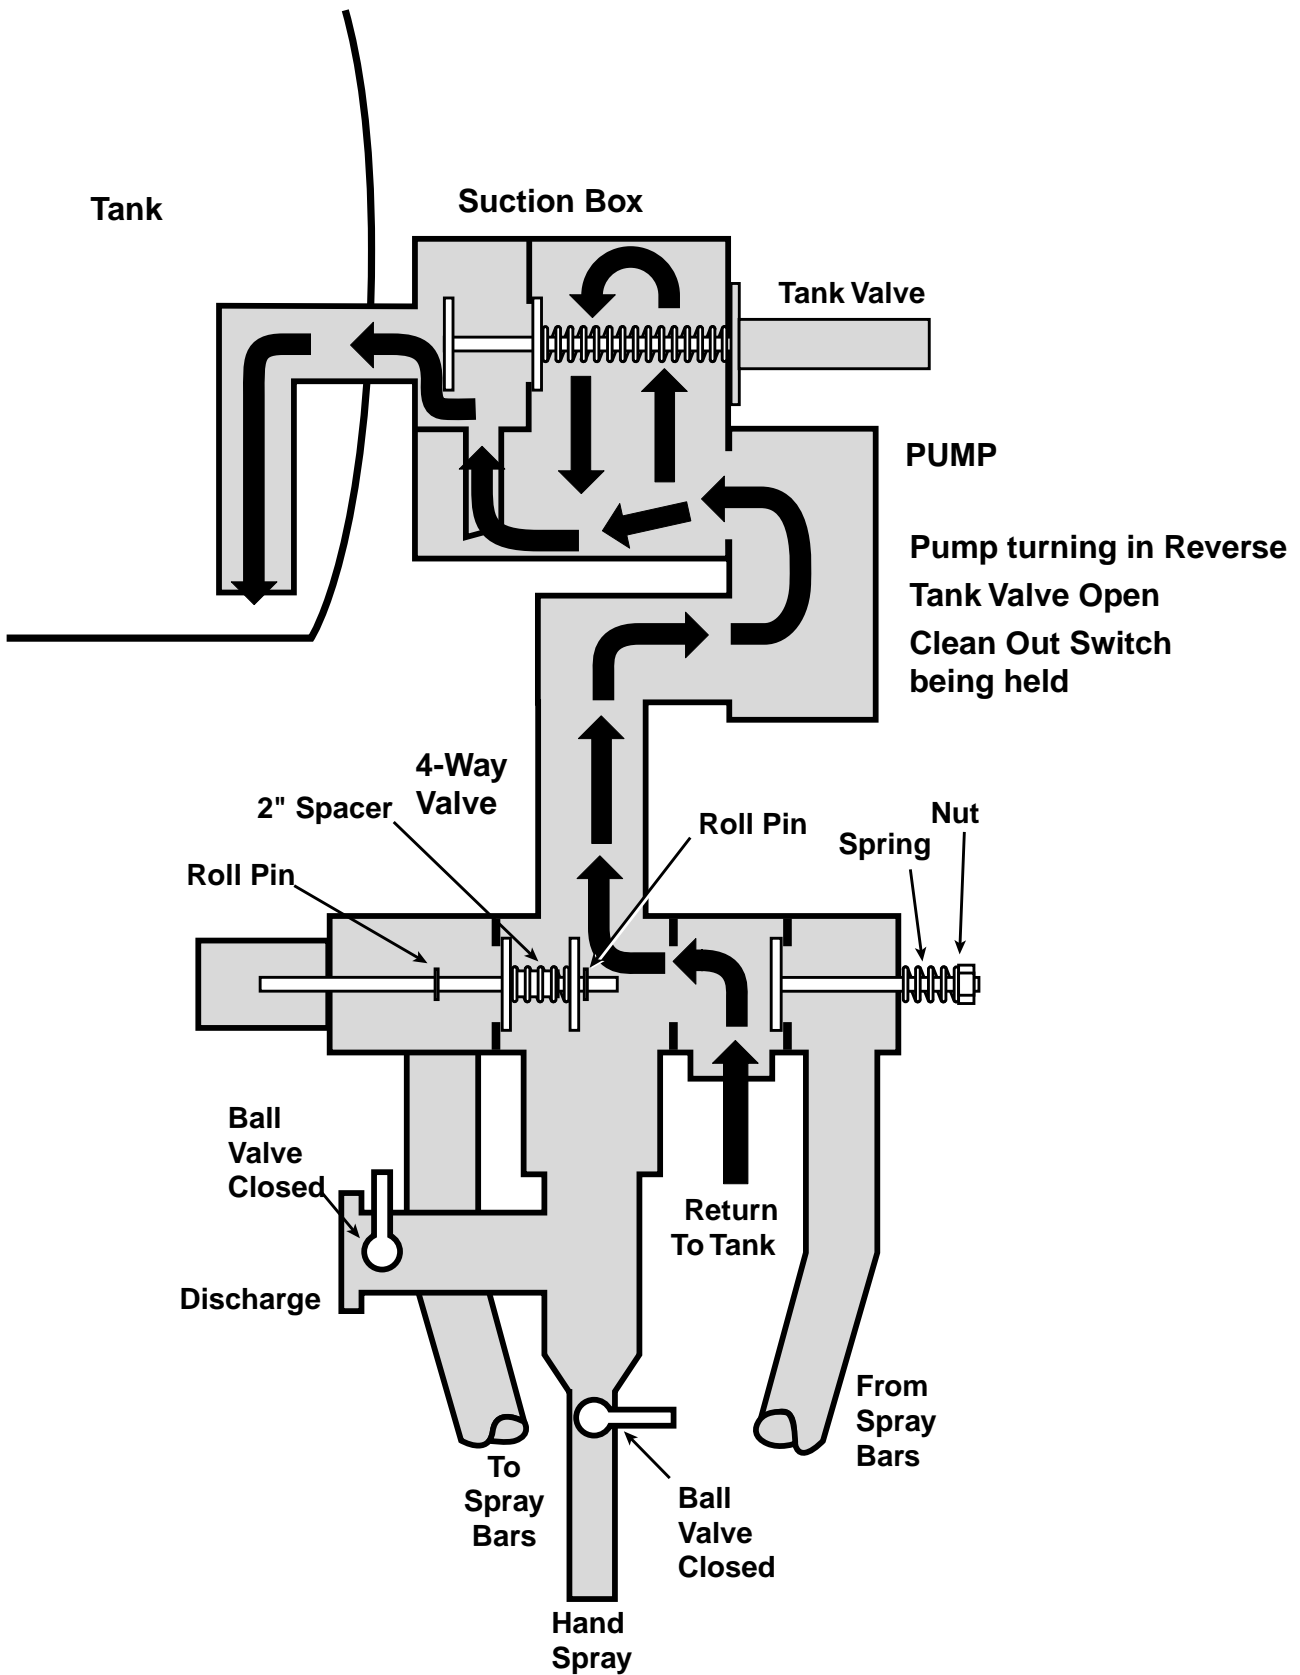 Tank
Suction Box
Tank Valve
PUMP
Pump turning in Reverse
Tank Valve Open
Clean Out Switch
being held
4-Way
Valve
2" Spacer
Roll Pin
Roll Pin
Spring
Nut
Ball
Valve
Closed
Discharge
Return
To Tank
To
Spray
Bars
From
Spray
Bars
Ball
Valve
Closed
Hand
Spray